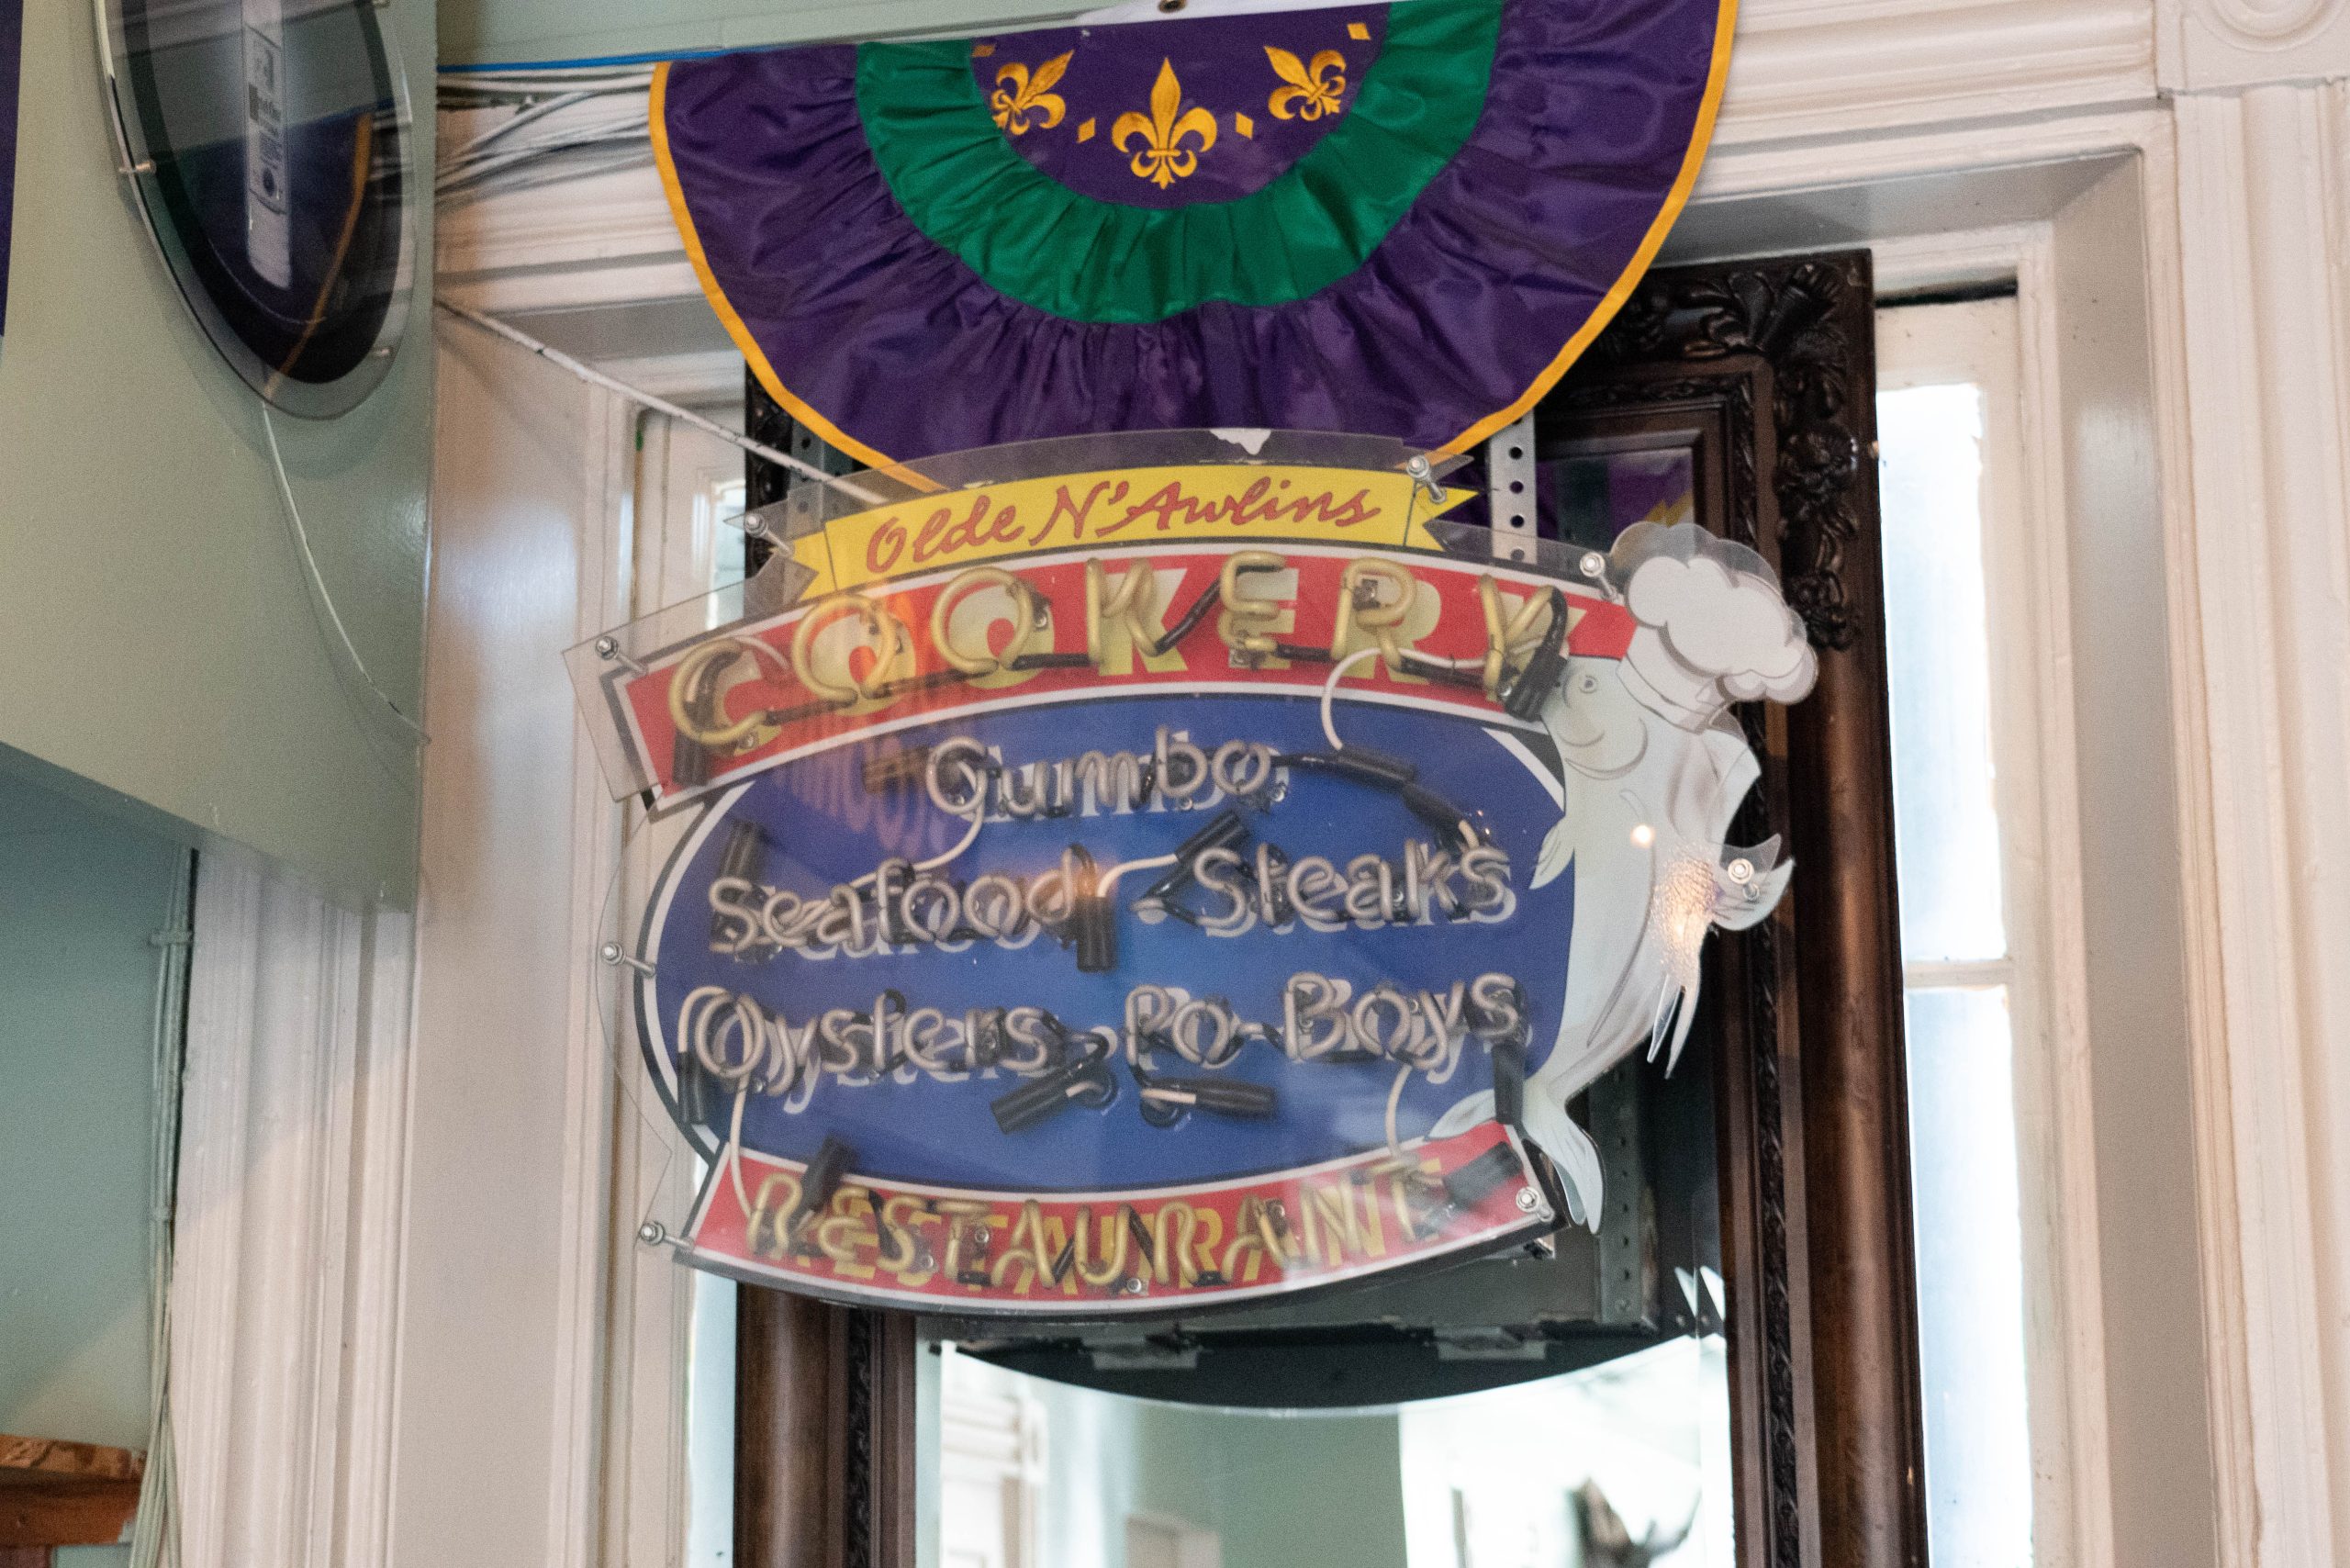 Olde N'Awlins
COOKERY
Gumbo
Seafood • Steaks
Oysters • Po-Boys
RESTAURANT